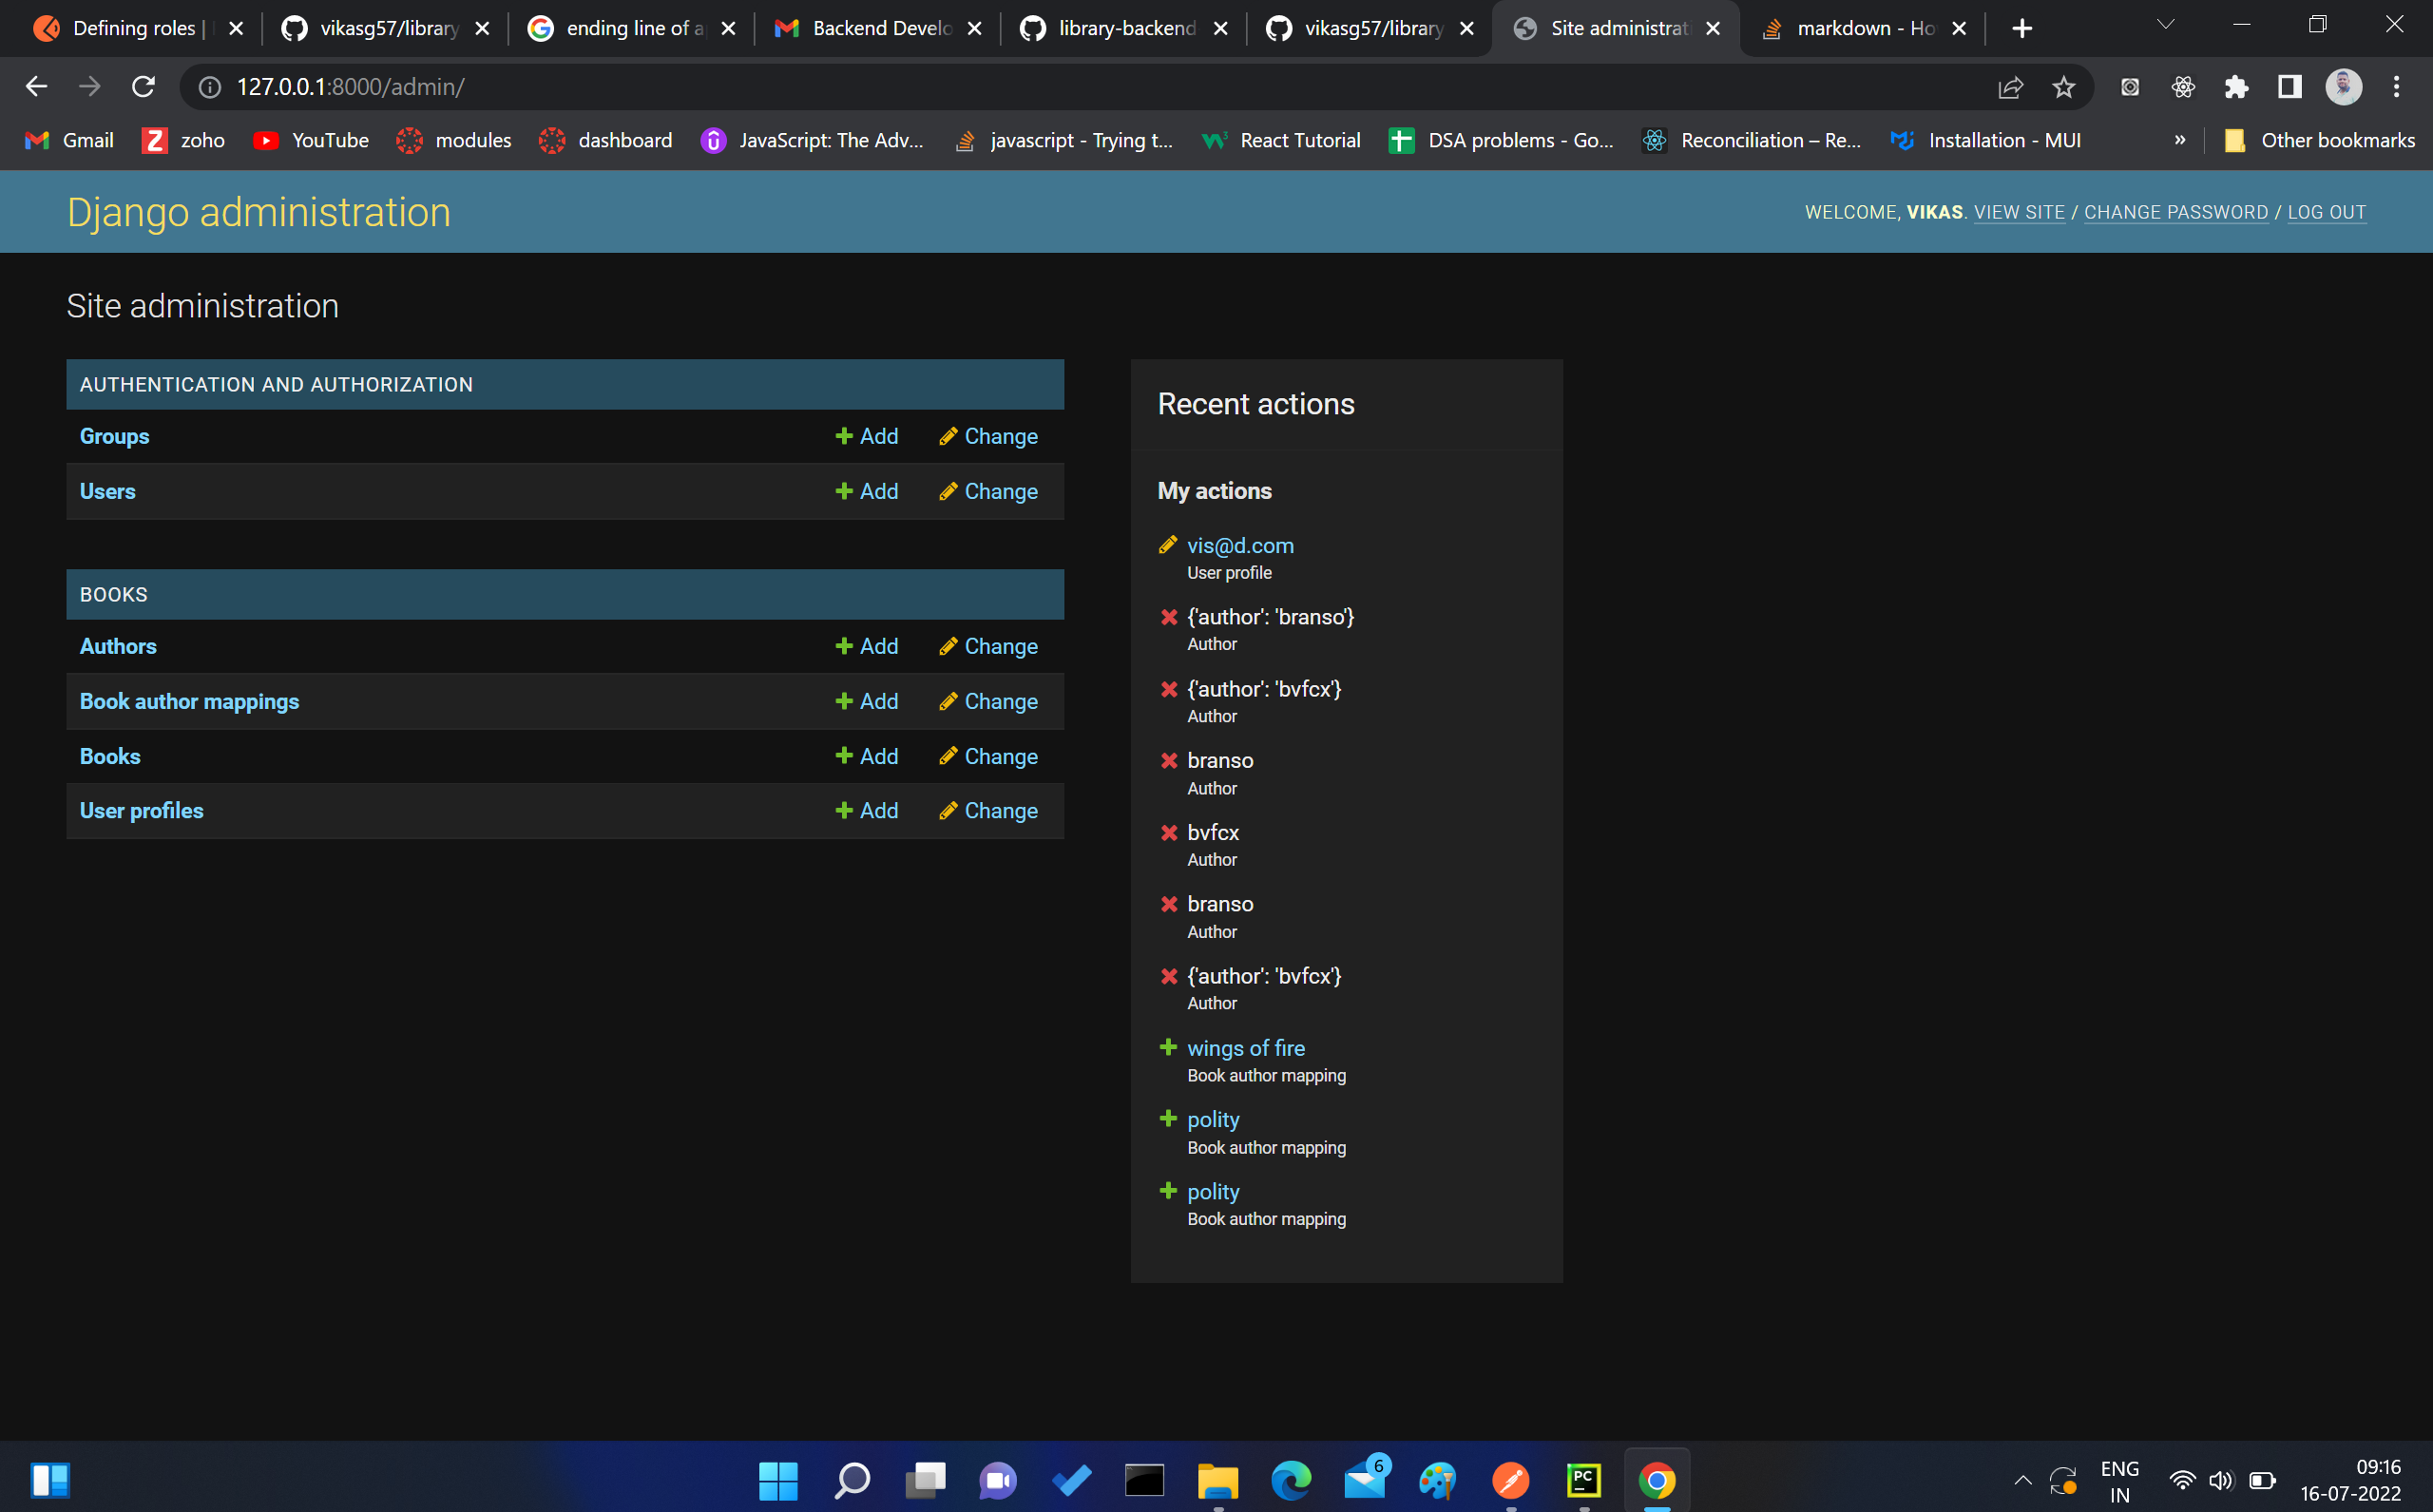 Defining roles |
vikasg57/library
ending line of a
Backend Develo
library-backend
vikasg57/library
Site administrati
markdown - Ho
127.0.0.1:8000/admin/
Gmail
zoho
YouTube
modules
dashboard
JavaScript: The Adv...
javascript - Trying t...
React Tutorial
DSA problems - Go...
Reconciliation – Re...
Installation - MUI
»
Other bookmarks
Django administration
WELCOME, VIKAS. VIEW SITE / CHANGE PASSWORD / LOG OUT
Site administration
AUTHENTICATION AND AUTHORIZATION
Groups Add Change
Users Add Change
BOOKS
Authors Add Change
Book author mappings Add Change
Books Add Change
User profiles Add Change
Recent actions
My actions
vis@d.com
User profile
{'author': 'branso'}
Author
{'author': 'bvfcx'}
Author
branso
Author
bvfcx
Author
branso
Author
{'author': 'bvfcx'}
Author
wings of fire
Book author mapping
polity
Book author mapping
polity
Book author mapping
6
PC
ENG
IN
09:16
16-07-2022